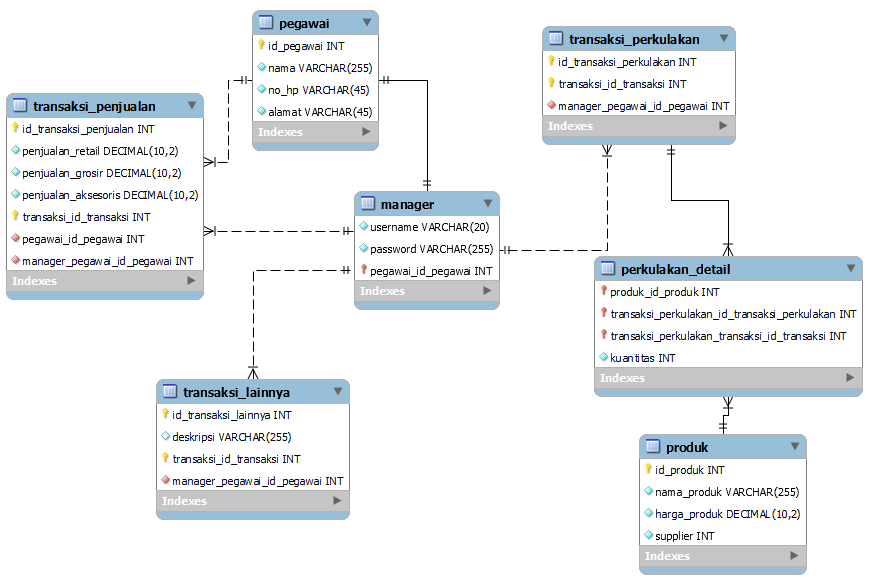 pegawai
id_pegawai INT
nama VARCHAR(255)
no_hp VARCHAR(45)
alamat VARCHAR(45)
Indexes
transaksi_perkulakan
id_transaksi_perkulakan INT
transaksi_id_transaksi INT
manager_pegawai_id_pegawai INT
Indexes
transaksi_penjualan
id_transaksi_penjualan INT
penjualan_retail DECIMAL(10,2)
penjualan_grosir DECIMAL(10,2)
penjualan_aksesoris DECIMAL(10,2)
transaksi_id_transaksi INT
pegawai_id_pegawai INT
manager_pegawai_id_pegawai INT
Indexes
manager
username VARCHAR(20)
password VARCHAR(255)
pegawai_id_pegawai INT
Indexes
perkulakan_detail
produk_id_produk INT
transaksi_perkulakan_id_transaksi_perkulakan INT
transaksi_perkulakan_transaksi_id_transaksi INT
kuantitas INT
Indexes
transaksi_lainnya
id_transaksi_lainnya INT
deskripsi VARCHAR(255)
transaksi_id_transaksi INT
manager_pegawai_id_pegawai INT
Indexes
produk
id_produk INT
nama_produk VARCHAR(255)
harga_produk DECIMAL(10,2)
supplier INT
Indexes